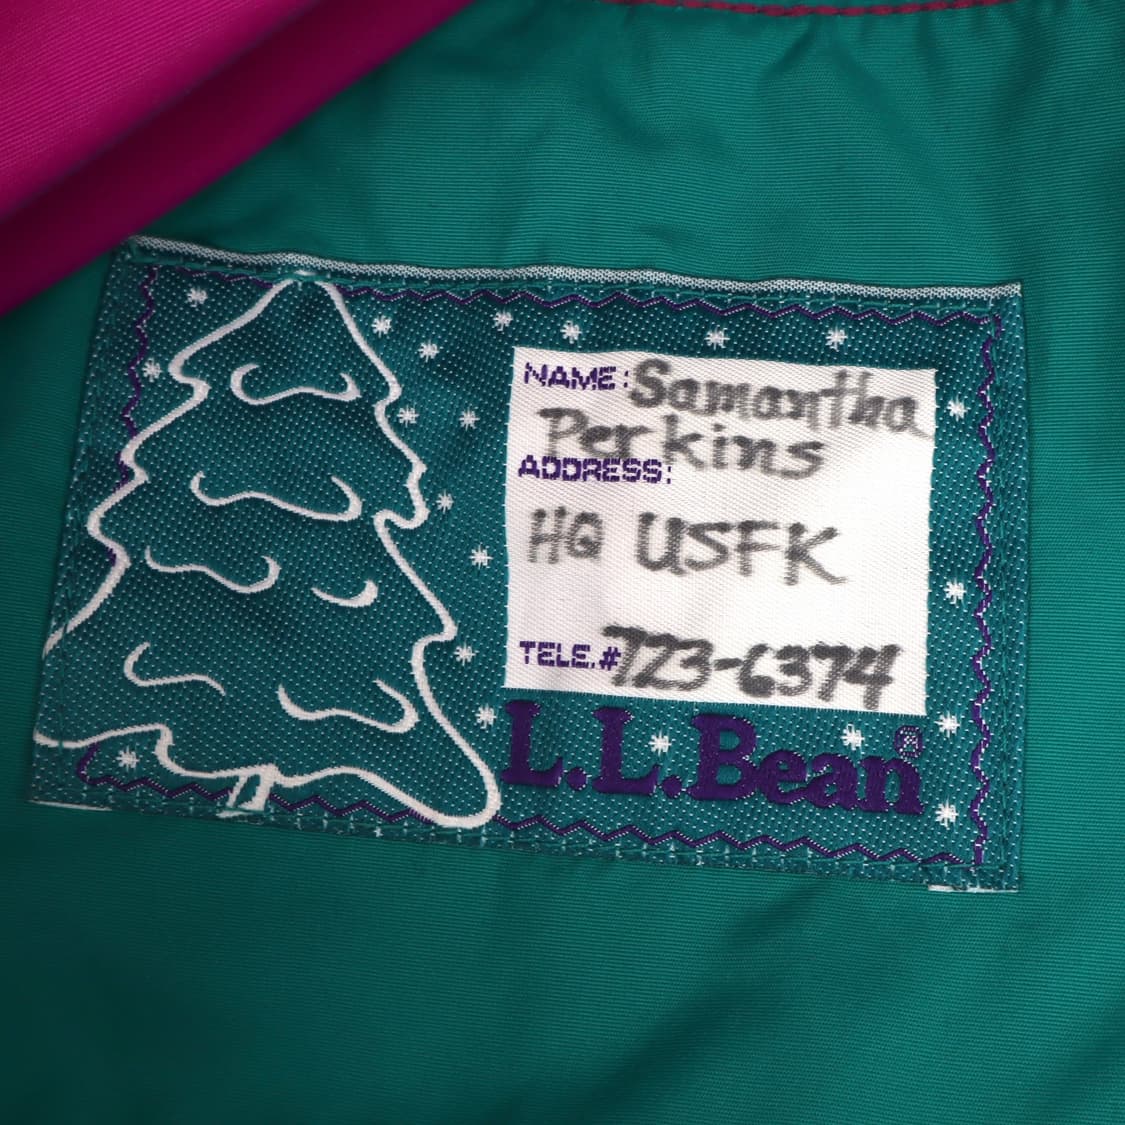 NAME: Samantha
Perkins
ADDRESS:
HQ USFK
TELE.# 723-6374
L.L.Bean®